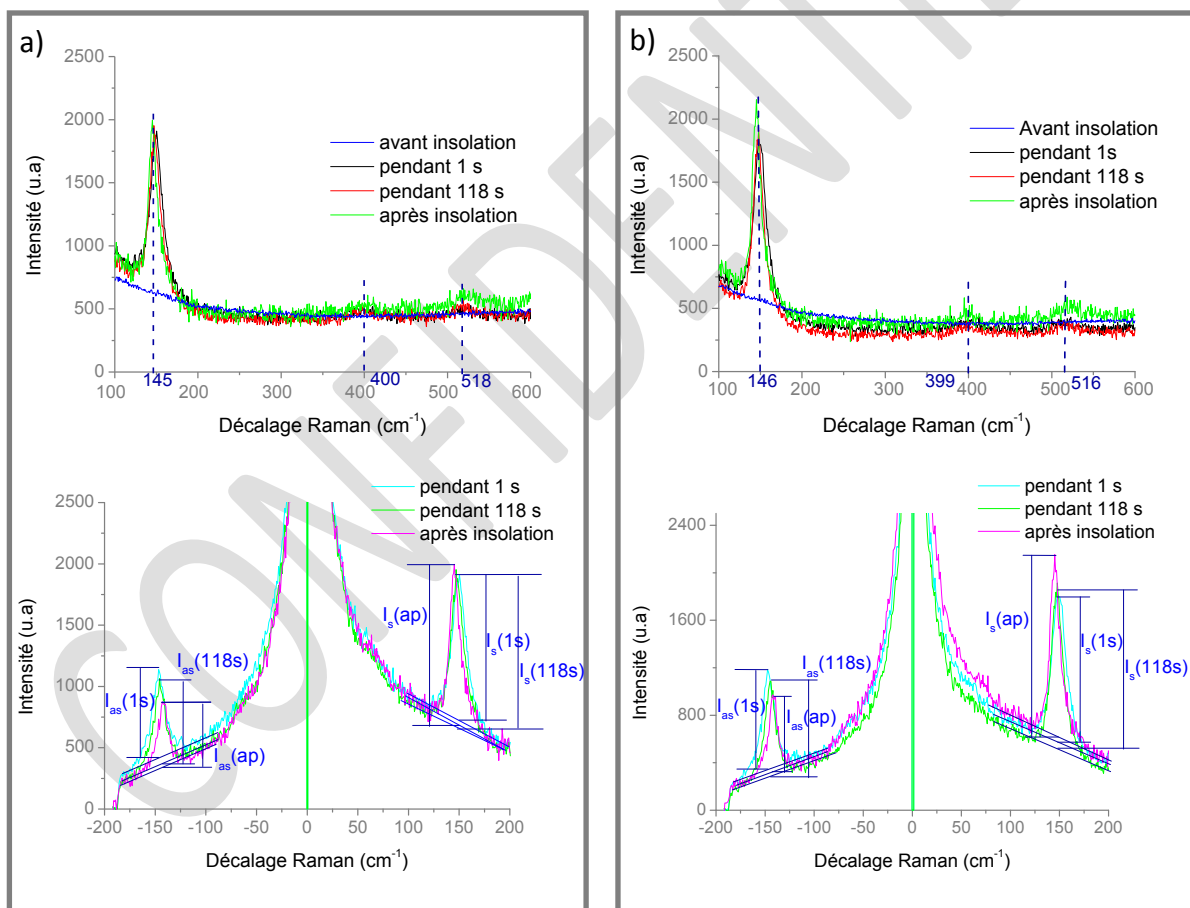 a)
2500
2000
1500
1000
500
0
Intensité (u.a)
avant insolation
pendant 1 s
pendant 118 s
après insolation
145
400
518
100 200 300 400 500 600
Décalage Raman (cm-1)
2500
2000
1500
1000
500
0
Intensité (u.a)
pendant 1 s
pendant 118 s
après insolation
Is(ap)
Is(1s)
Is(118s)
Ias(118s)
Ias(1s)
Ias(ap)
-200 -150 -100 -50 0 50 100 150 200
Décalage Raman (cm-1)
b)
2500
2000
1500
1000
500
0
Intensité (u.a)
Avant insolation
pendant 1s
pendant 118 s
après insolation
146
399
516
100 200 300 400 500 600
Décalage Raman (cm-1)
2400
1600
800
0
Intensité (u.a)
pendant 1 s
pendant 118 s
après insolation
Is(ap)
Is(1s)
Is(118s)
Ias(118s)
Ias(1s)
Ias(ap)
-200 -150 -100 -50 0 50 100 150 200
Décalage Raman (cm-1)
CONFIDENTI